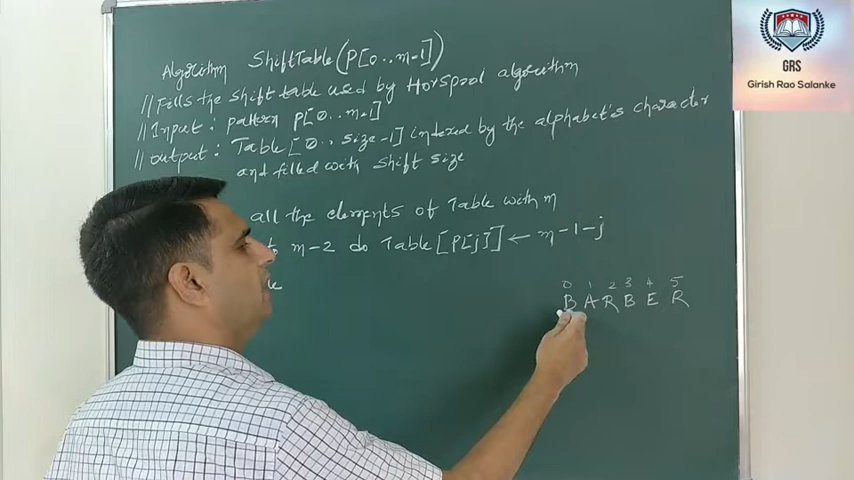 Algorithm ShiftTable(P[0..m-1])
// Fills the shift table used by Horspool algorithm
// Input: pattern P[0..m-1]
// output: Table[0..size-1] indexed by the alphabet's character
and filled with shift size
all the elements of Table with m
to m-2 do Table[P[j]] ← m-1-j
0 1 2 3 4 5
B A R B E R
GRS
Girish Rao Salanke